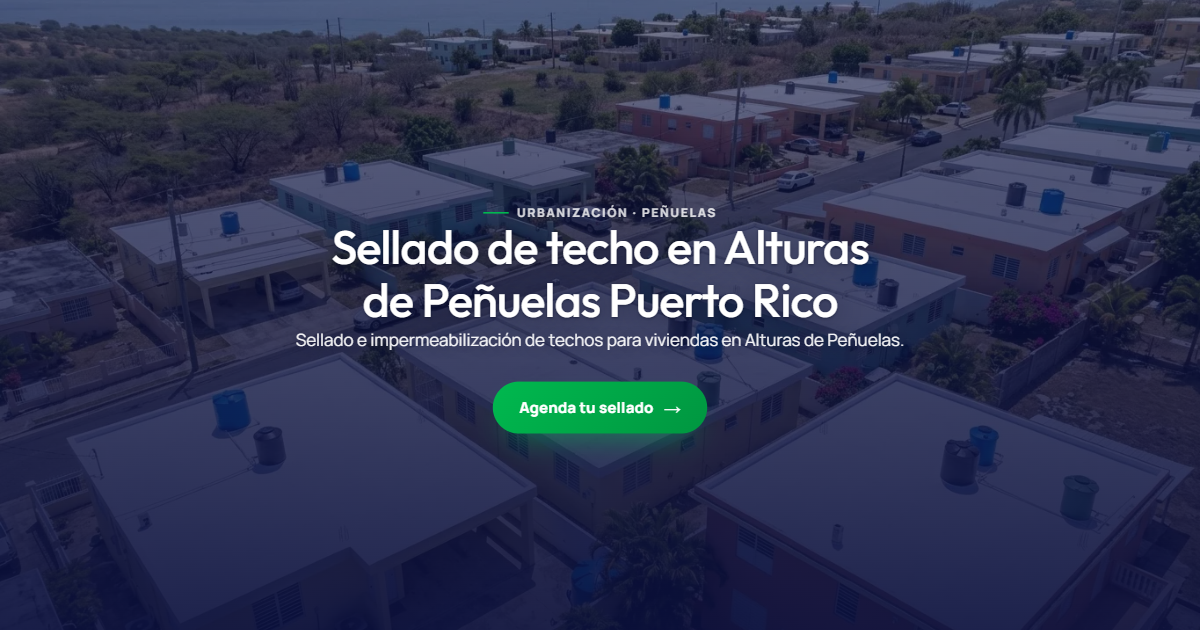 URBANIZACIÓN · PEÑUELAS
Sellado de techo en Alturas
de Peñuelas Puerto Rico
Sellado e impermeabilización de techos para viviendas en Alturas de Peñuelas.
Agenda tu sellado →